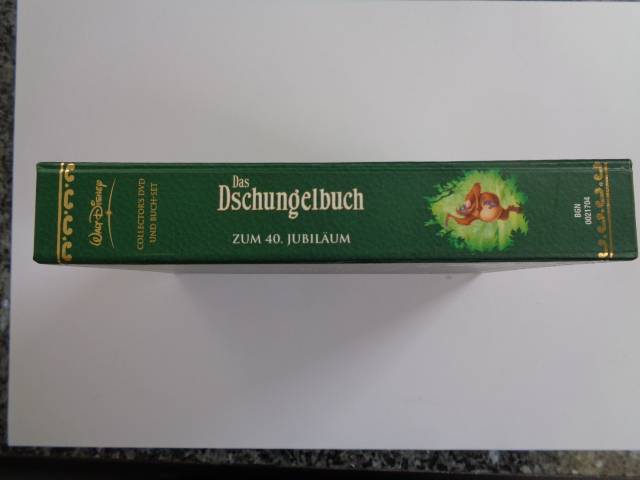 WALT DISNEY
COLLECTOR'S DVD
UND BUCH-SET
Das
Dschungelbuch
ZUM 40. JUBILÄUM
BGN
0021704